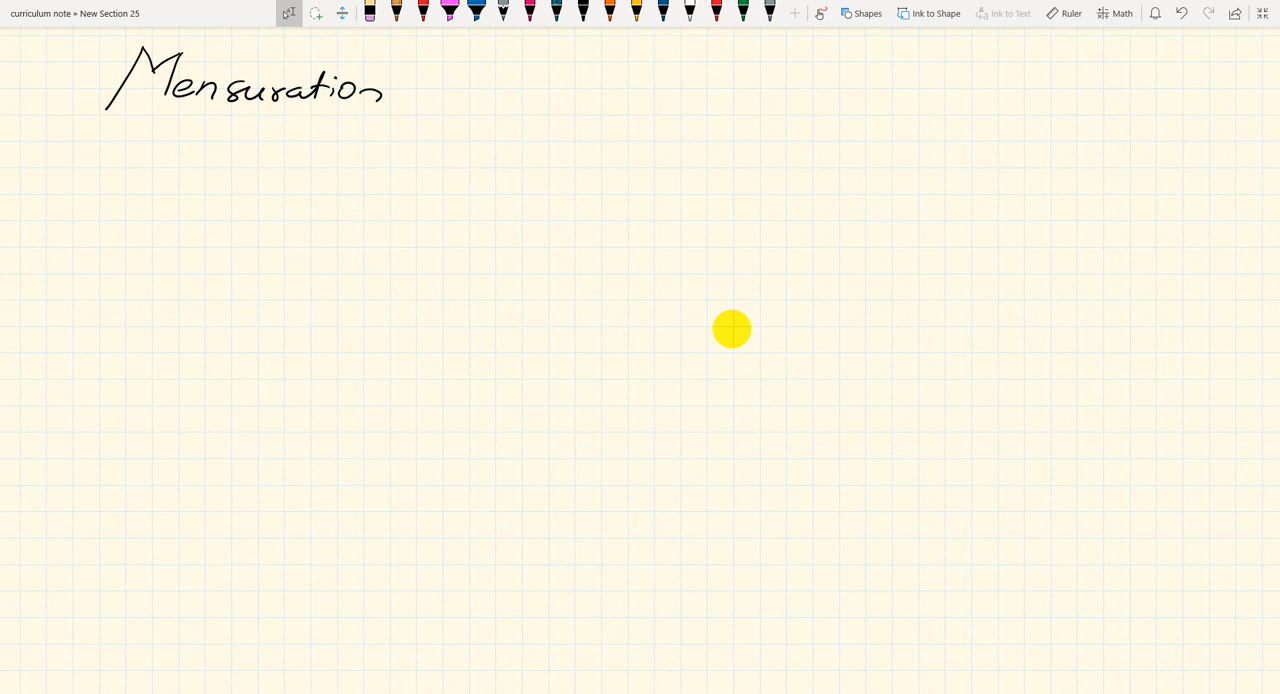 curriculum note » New Section 25
Shapes
Ink to Shape
Ink to Text
Ruler
Math
Mensuration